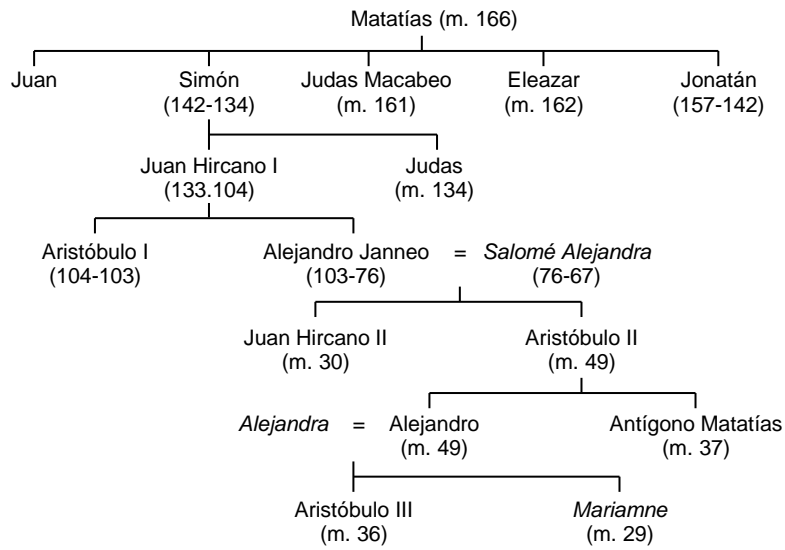 Matatías (m. 166)
Juan Simón Judas Macabeo Eleazar Jonatán
(142-134) (m. 161) (m. 162) (157-142)
Juan Hircano I Judas
(133.104) (m. 134)
Aristóbulo I Alejandro Janneo = Salomé Alejandra
(104-103) (103-76) (76-67)
Juan Hircano II Aristóbulo II
(m. 30) (m. 49)
Alejandra = Alejandro Antígono Matatías
(m. 49) (m. 37)
Aristóbulo III Mariamne
(m. 36) (m. 29)